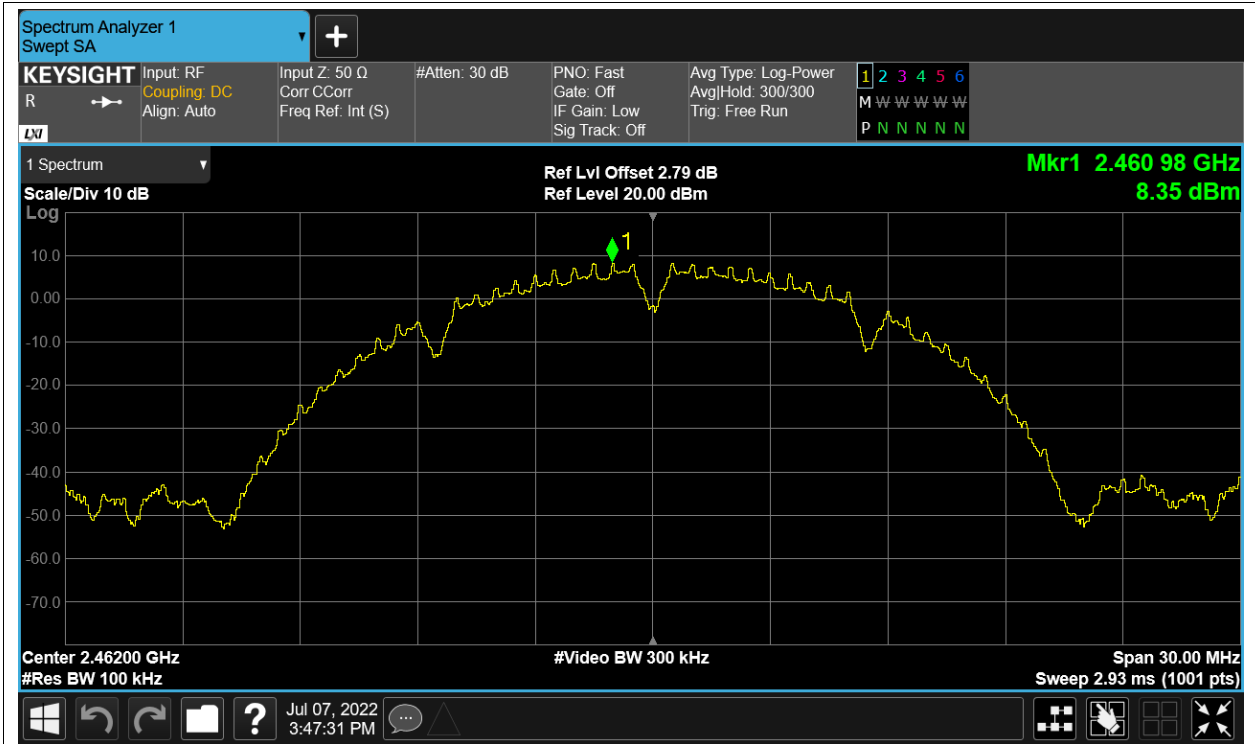 Spectrum Analyzer 1
Swept SA
+
KEYSIGHT
R
LXI
Input: RF
Coupling: DC
Align: Auto
Input Z: 50 Ω
Corr CCorr
Freq Ref: Int (S)
#Atten: 30 dB
PNO: Fast
Gate: Off
IF Gain: Low
Sig Track: Off
Avg Type: Log-Power
Avg|Hold: 300/300
Trig: Free Run
1 2 3 4 5 6
M W W W W W
P N N N N N
1 Spectrum
Scale/Div 10 dB
Log
Ref Lvl Offset 2.79 dB
Ref Level 20.00 dBm
Mkr1 2.460 98 GHz
8.35 dBm
1
10.0
0.00
-10.0
-20.0
-30.0
-40.0
-50.0
-60.0
-70.0
Center 2.46200 GHz
#Res BW 100 kHz
#Video BW 300 kHz
Span 30.00 MHz
Sweep 2.93 ms (1001 pts)
?
Jul 07, 2022
3:47:31 PM